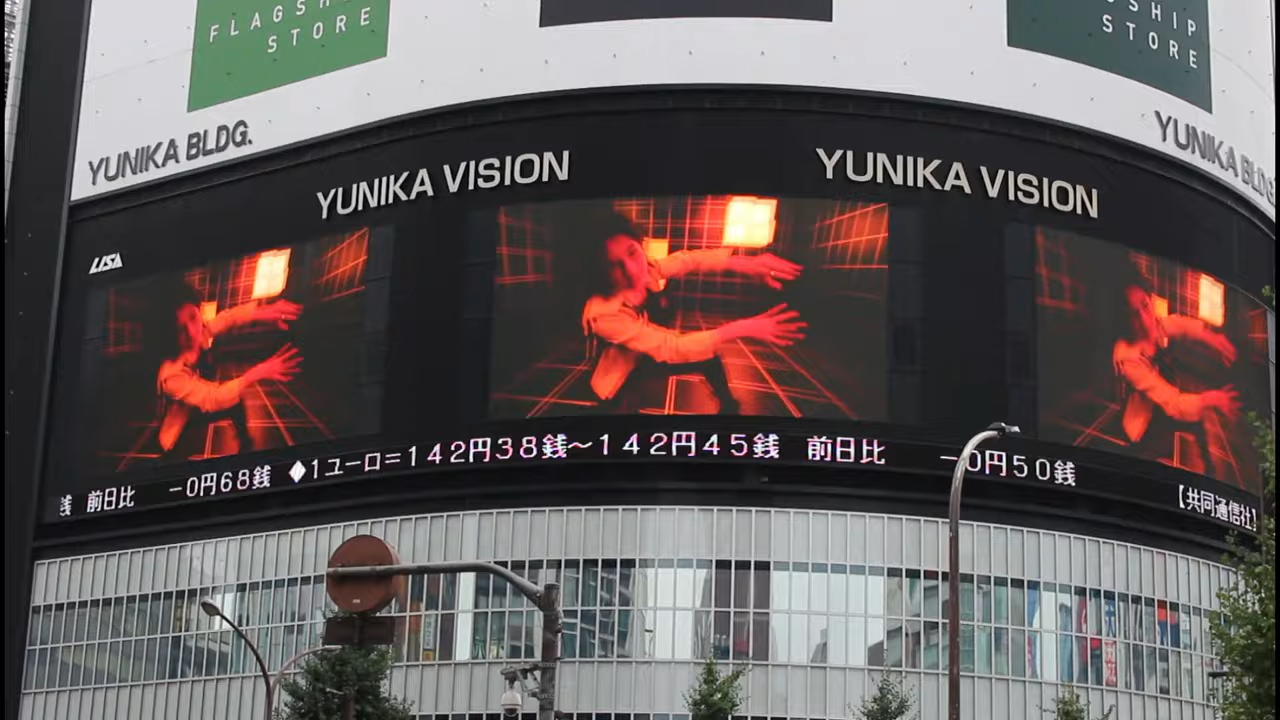 FLAGSH
STORE
SHIP
STORE
YUNIKA BLDG.
YUNIKA BLDG
YUNIKA VISION
YUNIKA VISION
LISA
銭 前日比 −0円68銭 ◆1ユーロ=142円38銭〜142円45銭 前日比 −0円50銭 【共同通信社】